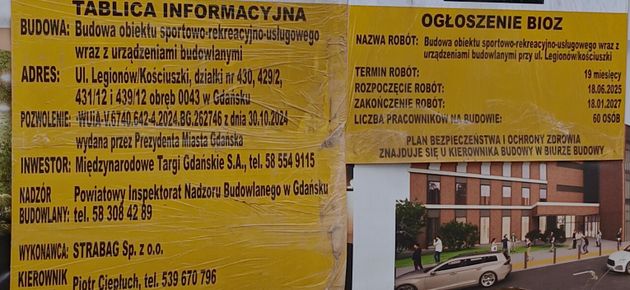 TABLICA INFORMACYJNA
BUDOWA: Budowa obiektu sportowo-rekreacyjno-usługowego
wraz z urządzeniami budowlanymi
ADRES: Ul. Legionów/Kościuszki, działki nr 430, 429/2,
431/12 i 439/12 obręb 0043 w Gdańsku
POZWOLENIE: WUiA-V.6740.642-4.2024.BG.262746 z dnia 30.10.2024
wydana przez Prezydenta Miasta Gdańska
INWESTOR: Międzynarodowe Targi Gdańskie S.A., tel. 58 554 9115
NADZÓR Powiatowy Inspektorat Nadzoru Budowlanego w Gdańsku
BUDOWLANY: tel. 58 308 42 89
WYKONAWCA: STRABAG Sp. z o.o.
KIEROWNIK Piotr Ciepłuch, tel. 539 670 796
OGŁOSZENIE BIOZ
NAZWA ROBÓT: Budowa obiektu sportowo-rekreacyjno-usługowego wraz z
urządzeniami budowlanymi przy ul. Legionów/Kościuszki
TERMIN ROBÓT: 19 miesięcy
ROZPOCZĘCIE ROBÓT: 18.06.2025
ZAKOŃCZENIE ROBÓT: 18.01.2027
LICZBA PRACOWNIKÓW NA BUDOWIE: 60 OSÓB
PLAN BEZPIECZEŃSTWA I OCHRONY ZDROWIA
ZNAJDUJE SIĘ U KIEROWNIKA BUDOWY W BIURZE BUDOWY